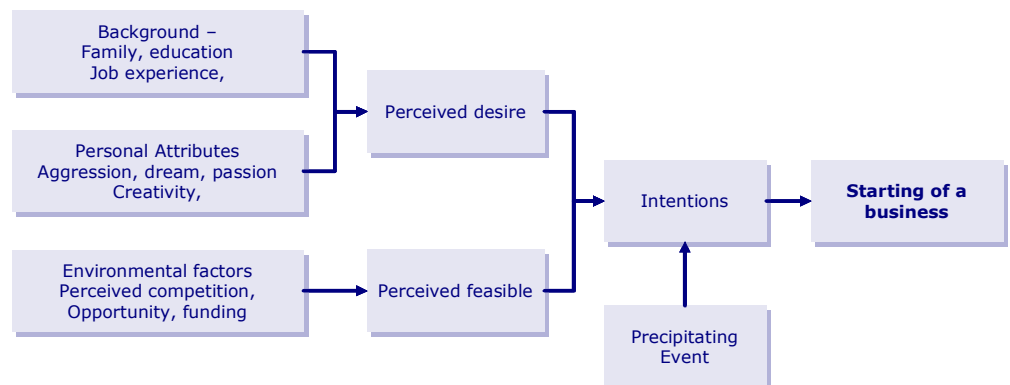 Background –
Family, education
Job experience,
Personal Attributes
Aggression, dream, passion
Creativity,
Environmental factors
Perceived competition,
Opportunity, funding
Perceived desire
Perceived feasible
Intentions
Precipitating
Event
Starting of a
business